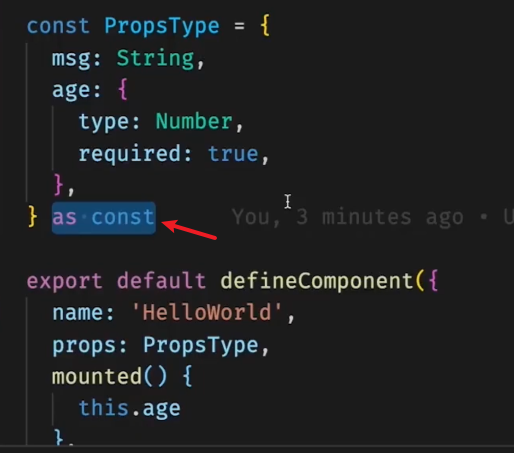 const PropsType = {
  msg: String,
  age: {
    type: Number,
    required: true,
  },
} as const     You, 3 minutes ago • U
export default defineComponent({
  name: 'HelloWorld',
  props: PropsType,
  mounted() {
    this.age
  },